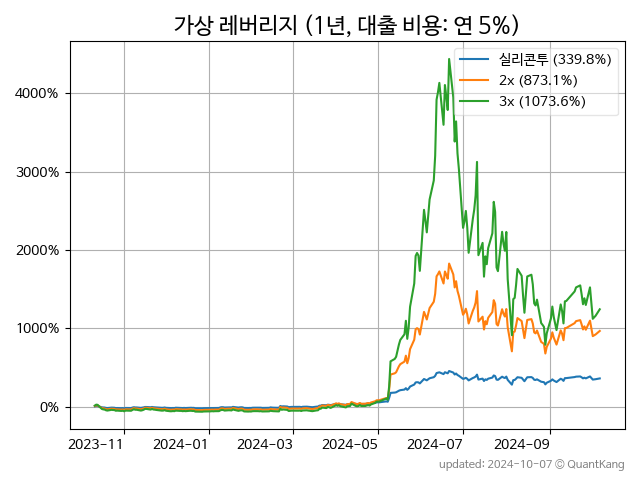 가상 레버리지 (1년, 대출 비용: 연 5%)
실리콘투 (339.8%)
2x (873.1%)
3x (1073.6%)
4000%
3000%
2000%
1000%
0%
2023-11
2024-01
2024-03
2024-05
2024-07
2024-09
updated: 2024-10-07 © QuantKang